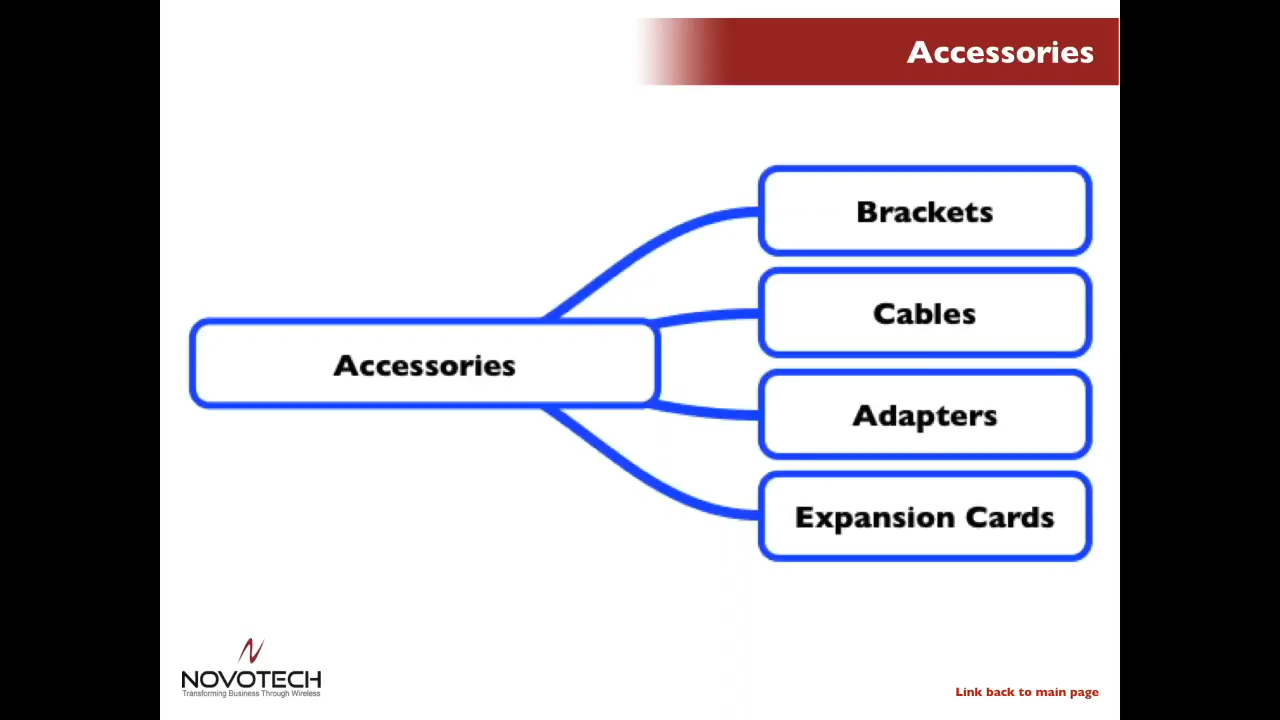 Accessories
Brackets
Cables
Accessories
Adapters
Expansion Cards
NOVOTECH
Transforming Business Through Wireless
Link back to main page